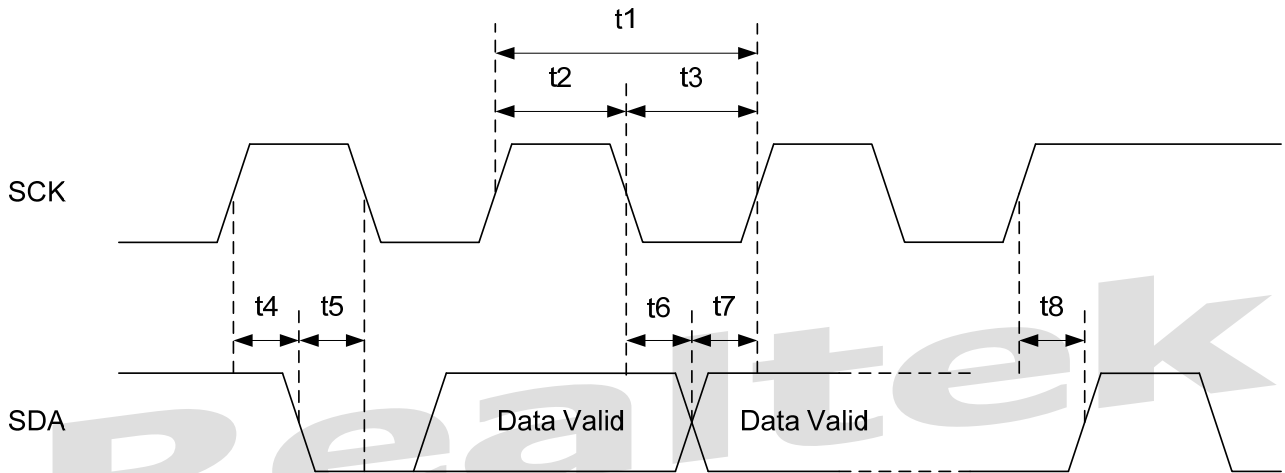 t1
t2 t3
SCK
t4 t5 t6 t7 t8
SDA Data Valid Data Valid
Realtek